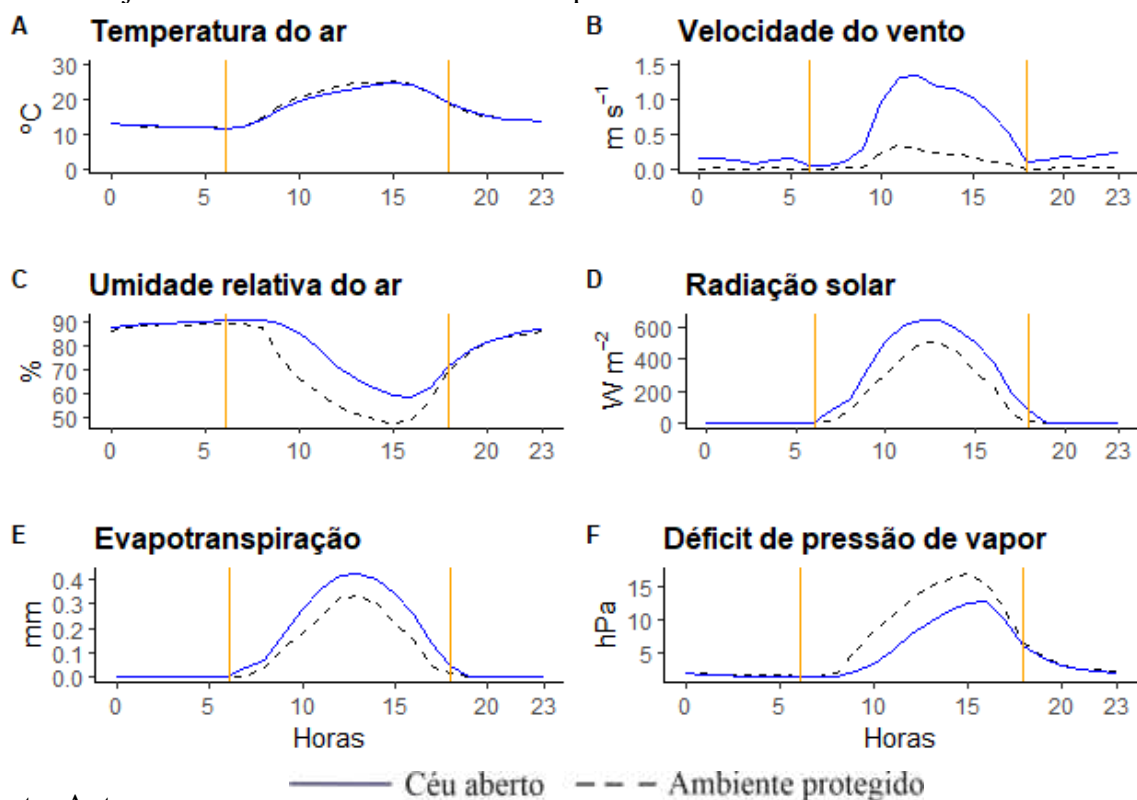 A Temperatura do ar
30
20
10
0
ºC
0 5 10 15 20 23
B Velocidade do vento
1.5
1.0
0.5
0.0
m s⁻¹
0 5 10 15 20 23
C Umidade relativa do ar
90
80
70
60
50
%
0 5 10 15 20 23
D Radiação solar
600
400
200
0
W m⁻²
0 5 10 15 20 23
E Evapotranspiração
0.4
0.3
0.2
0.1
0.0
mm
0 5 10 15 20 23
Horas
F Déficit de pressão de vapor
15
10
5
hPa
0 5 10 15 20 23
Horas
Céu aberto
Ambiente protegido